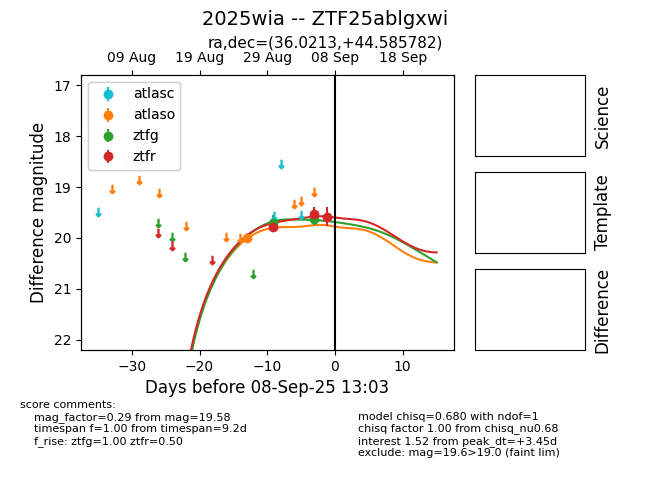 2025wia -- ZTF25ablgxwi
ra,dec=(36.0213,+44.585782)
09 Aug 19 Aug 29 Aug 08 Sep 18 Sep
17
18
19
20
21
22
Difference magnitude
atlasc
atlaso
ztfg
ztfr
−30 −20 −10 0 10
Days before 08-Sep-25 13:03
Science
Template
Difference
score comments:
mag_factor=0.29 from mag=19.58
timespan f=1.00 from timespan=9.2d
f_rise: ztfg=1.00 ztfr=0.50
model chisq=0.680 with ndof=1
chisq factor 1.00 from chisq_nu0.68
interest 1.52 from peak_dt=+3.45d
exclude: mag=19.6>19.0 (faint lim)